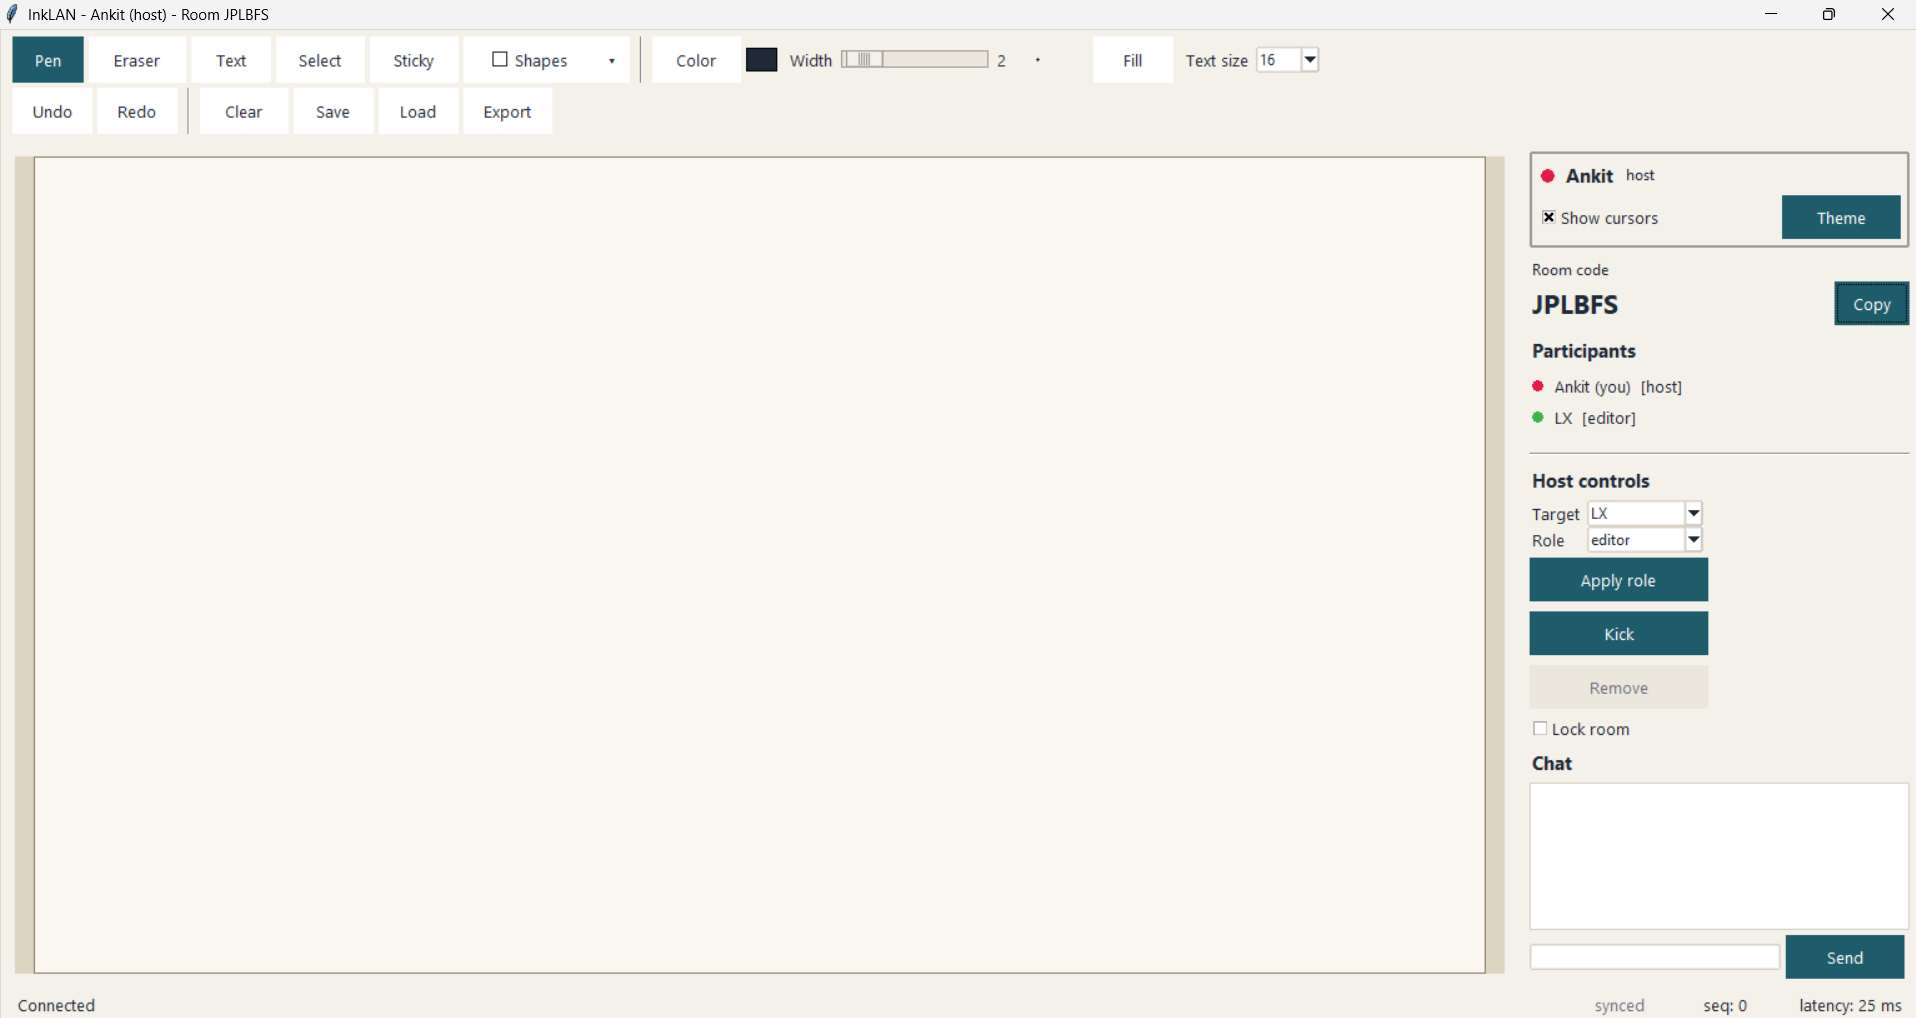 InkLAN - Ankit (host) - Room JPLBFS
Pen Eraser Text Select Sticky Shapes Color Width 2 Fill Text size 16
Undo Redo Clear Save Load Export
Ankit host
Show cursors Theme
Room code
JPLBFS Copy
Participants
Ankit (you) [host]
LX [editor]
Host controls
Target LX
Role editor
Apply role
Kick
Remove
Lock room
Chat
Send
Connected synced seq: 0 latency: 25 ms